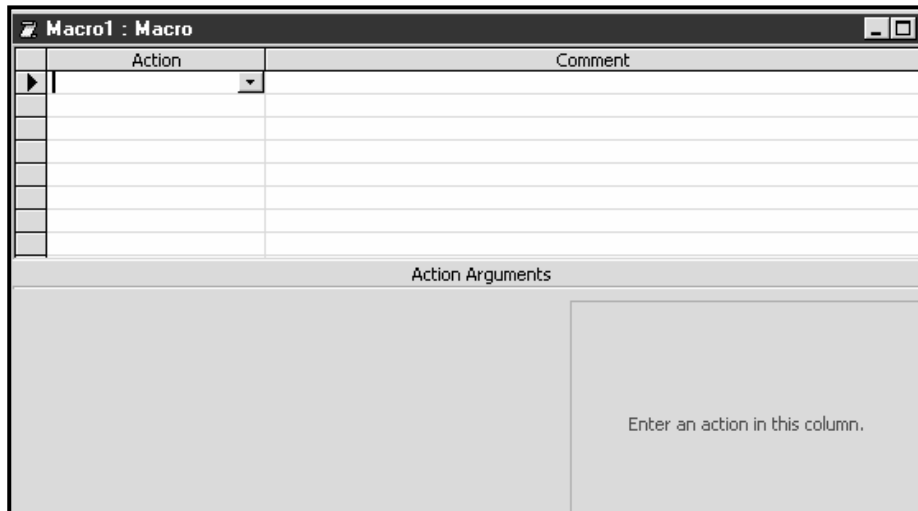 Macro1 : Macro
Action Comment
Action Arguments
Enter an action in this column.